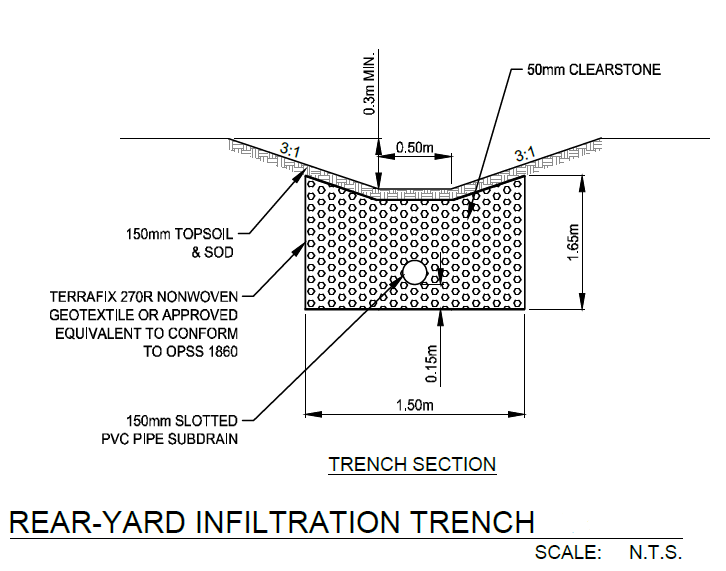 0.3m MIN.
50mm CLEARSTONE
3:1
0.50m
3:1
150mm TOPSOIL
& SOD
1.65m
TERRAFIX 270R NONWOVEN
GEOTEXTILE OR APPROVED
EQUIVALENT TO CONFORM
TO OPSS 1860
0.15m
1.50m
150mm SLOTTED
PVC PIPE SUBDRAIN
TRENCH SECTION
REAR-YARD INFILTRATION TRENCH
SCALE: N.T.S.